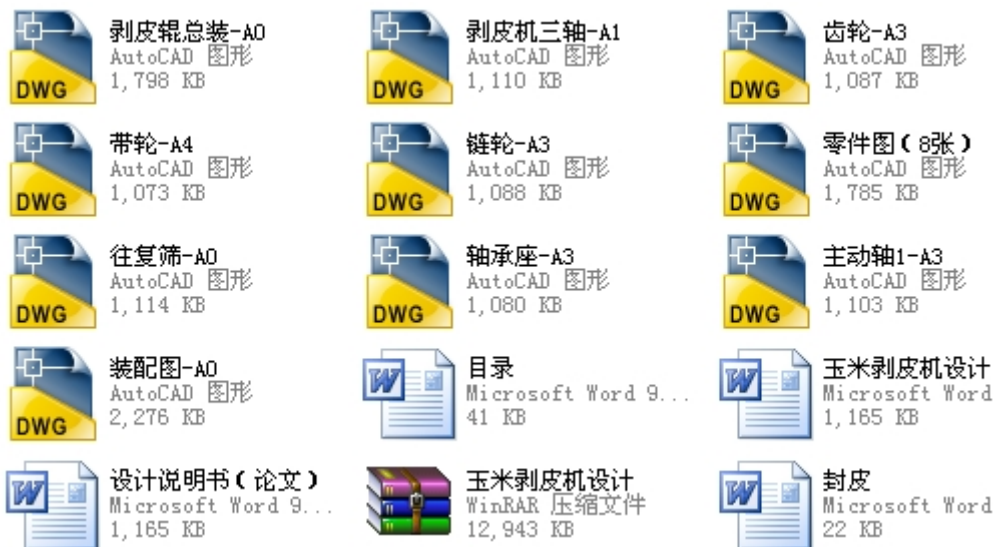 剥皮辊总装-A0
AutoCAD 图形
1,798 KB
DWG
剥皮机三轴-A1
AutoCAD 图形
1,110 KB
DWG
齿轮-A3
AutoCAD 图形
1,087 KB
DWG
带轮-A4
AutoCAD 图形
1,073 KB
DWG
链轮-A3
AutoCAD 图形
1,088 KB
DWG
零件图(8张)
AutoCAD 图形
1,785 KB
DWG
往复筛-A0
AutoCAD 图形
1,114 KB
DWG
轴承座-A3
AutoCAD 图形
1,080 KB
DWG
主动轴1-A3
AutoCAD 图形
1,103 KB
DWG
装配图-A0
AutoCAD 图形
2,276 KB
DWG
目录
Microsoft Word 9...
41 KB
W
玉米剥皮机设计
Microsoft Word
1,165 KB
W
设计说明书(论文)
Microsoft Word 9...
1,165 KB
W
玉米剥皮机设计
WinRAR 压缩文件
12,943 KB
封皮
Microsoft Word
22 KB
W